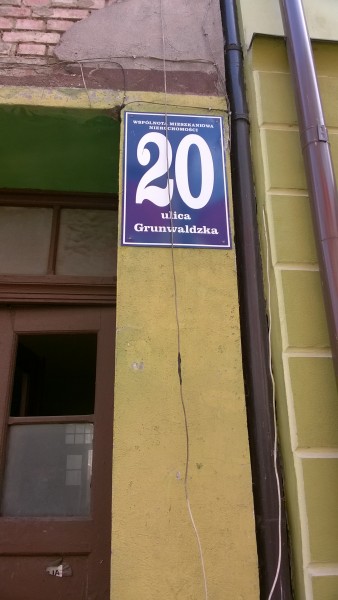 WSPÓLNOTA MIESZKANIOWA
NIERUCHOMOŚCI
20
ulica
Grunwaldzka